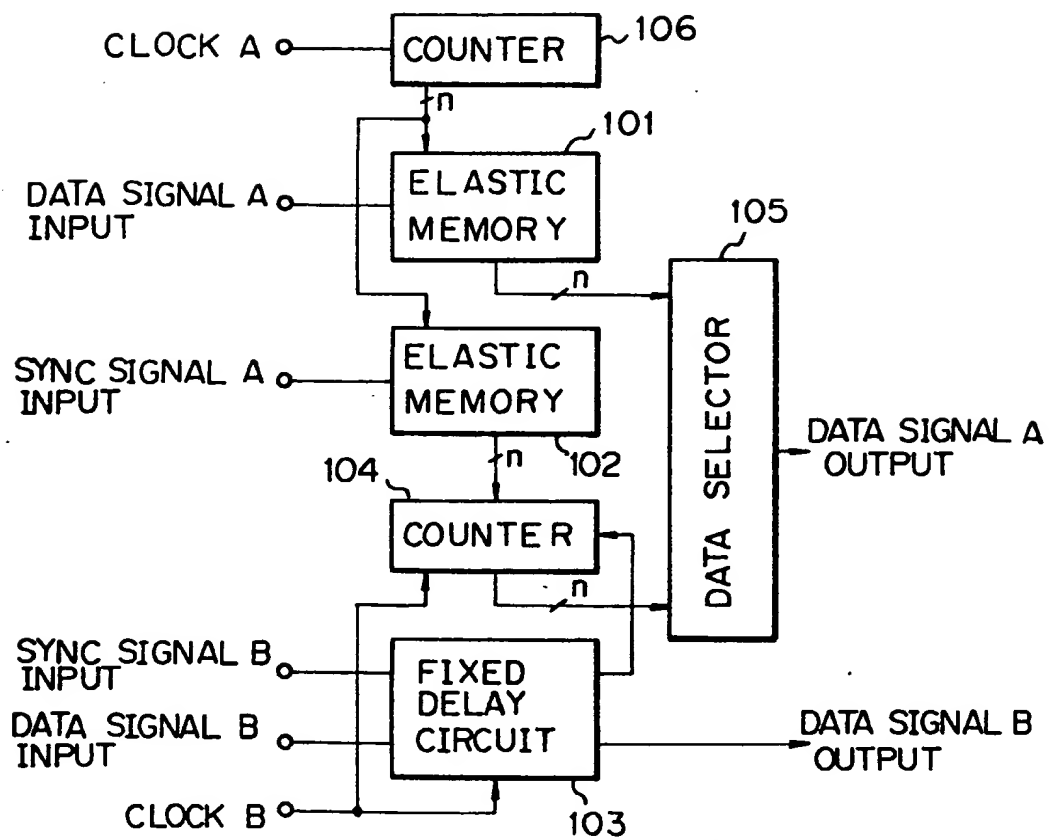 CLOCK A
COUNTER
106
n
101
DATA SIGNAL A
INPUT
ELASTIC
MEMORY
105
n
SYNC SIGNAL A
INPUT
ELASTIC
MEMORY
DATA SELECTOR
DATA SIGNAL A
OUTPUT
n
102
104
COUNTER
n
SYNC SIGNAL B
INPUT
FIXED
DELAY
CIRCUIT
DATA SIGNAL B
INPUT
DATA SIGNAL B
OUTPUT
CLOCK B
103